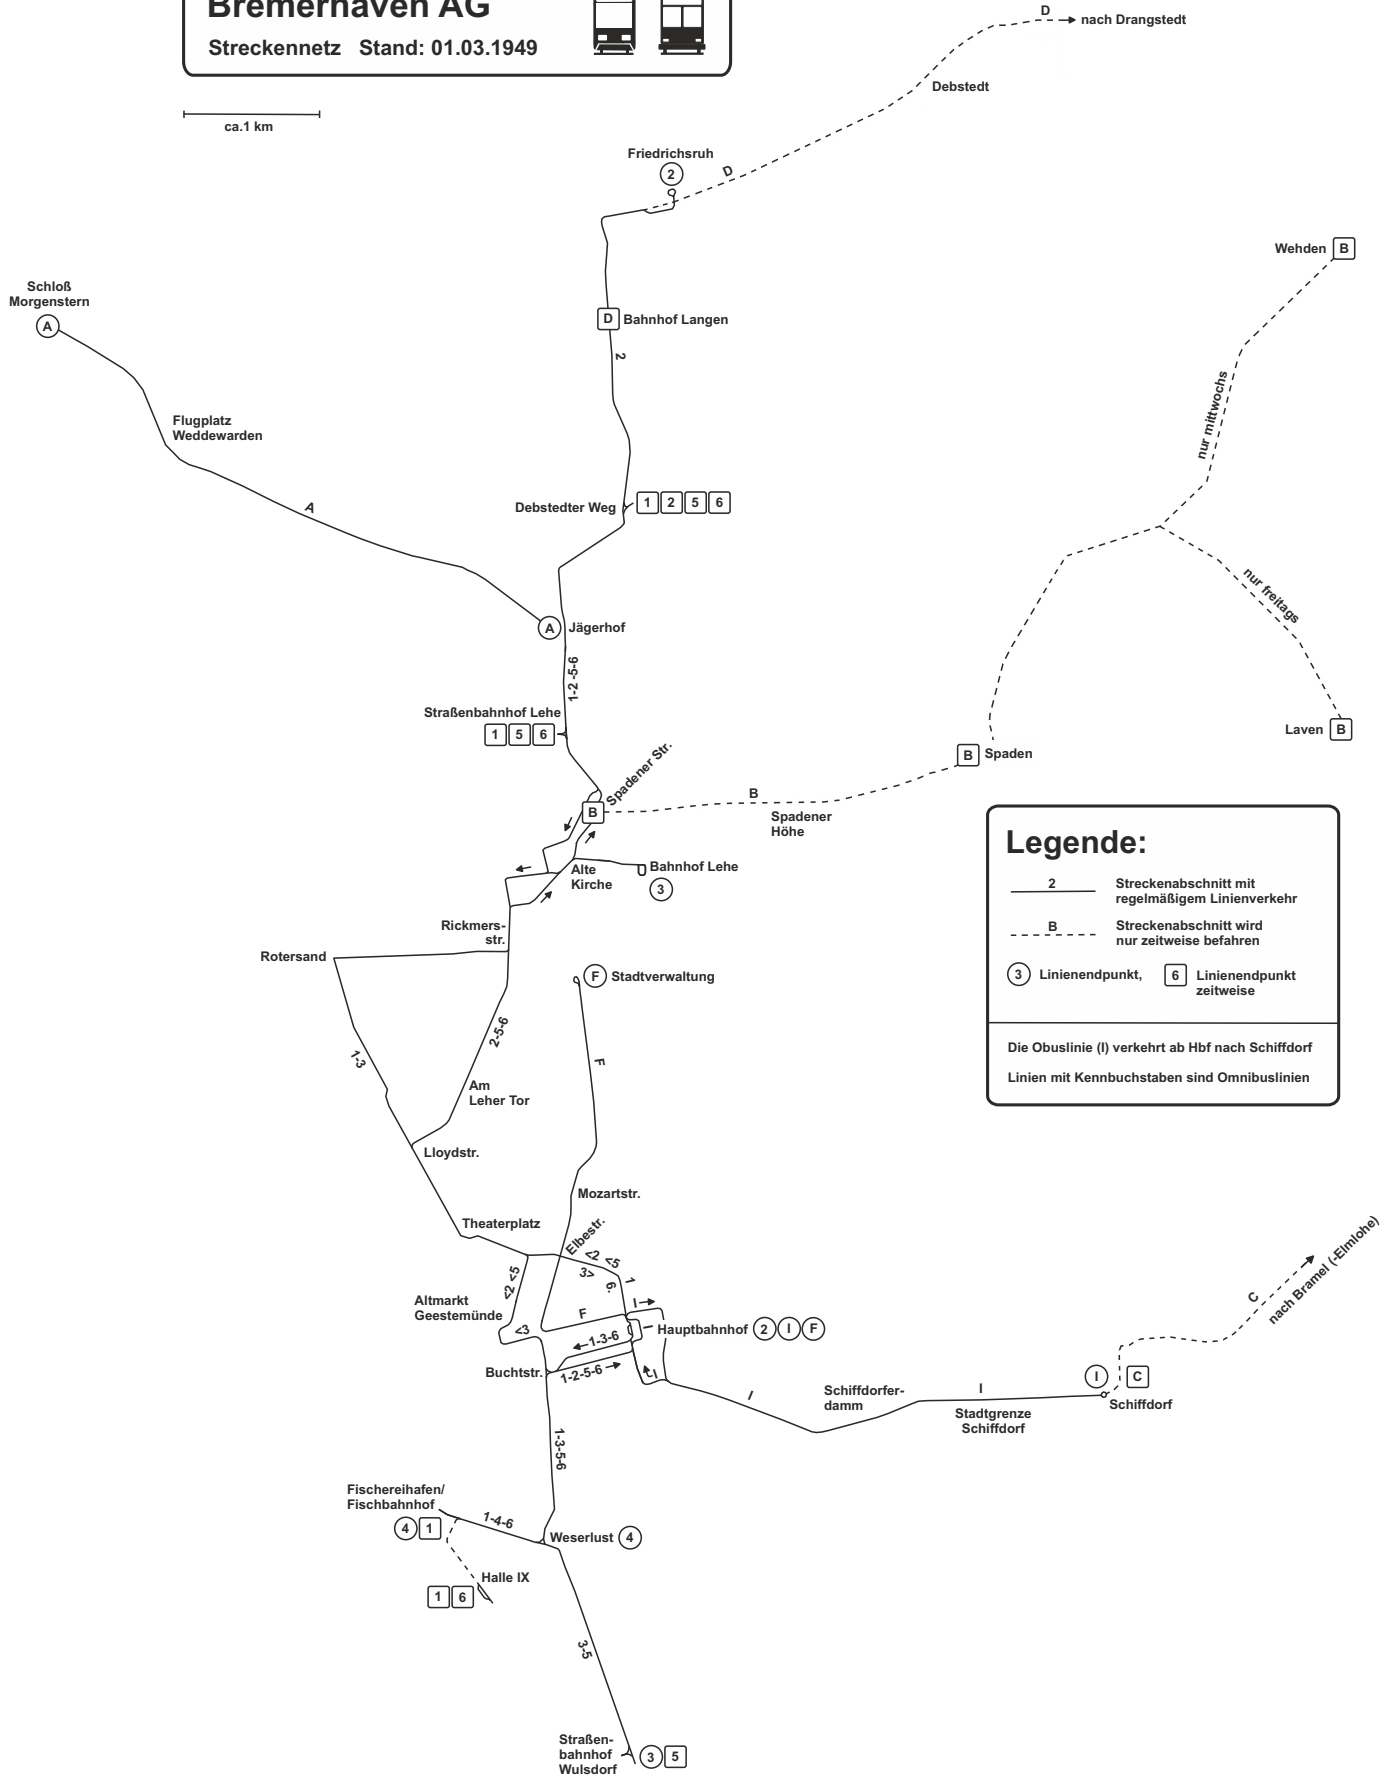 Bremerhaven AG
Streckennetz Stand: 01.03.1949
ca.1 km
D
nach Drangstedt
Debstedt
Friedrichsruh
2
D
Wehden B
Schloß
Morgenstern
A
D Bahnhof Langen
2
nur mittwochs
Flugplatz
Weddewarden
A
Debstedter Weg 1 2 5 6
nur freitags
A Jägerhof
1-2 -5-6
Straßenbahnhof Lehe
1 5 6
Laven B
B Spaden
Spadener Str.
B
B
Spadener
Höhe
Alte
Kirche
Bahnhof Lehe
3
Rickmers-
str.
Rotersand
F Stadtverwaltung
2-5-6
1-3
F
Am
Leher Tor
Lloydstr.
Mozartstr.
Theaterplatz
Elbestr.
<2 <5
3>
6.
1
<2 <5
Altmarkt
Geestemünde
I
F
<3
1-3-6
Hauptbahnhof 2 I F
Buchtstr.
1-2-5-6
I
I
Schiffdorfer-
damm
I
Stadtgrenze
Schiffdorf
I C
Schiffdorf
C
nach Bramel (-Elmlohe)
1-3-5-6
Fischereihafen/
Fischbahnhof
4 1
1-4-6
Weserlust 4
Halle IX
1 6
3-5
Straßen-
bahnhof
Wulsdorf
3 5
Legende:
2
Streckenabschnitt mit
regelmäßigem Linienverkehr
B
Streckenabschnitt wird
nur zeitweise befahren
3 Linienendpunkt,
6 Linienendpunkt
zeitweise
Die Obuslinie (I) verkehrt ab Hbf nach Schiffdorf
Linien mit Kennbuchstaben sind Omnibuslinien